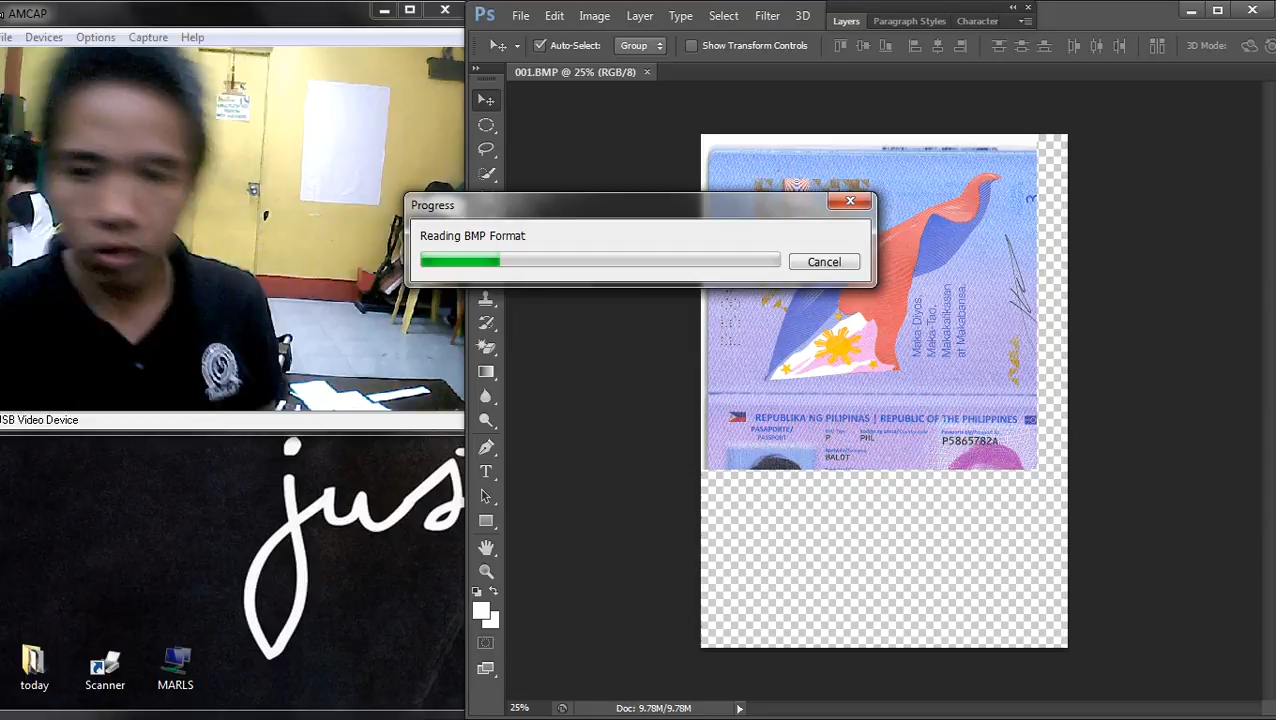 AMCAP
Devices Options Capture Help
USB Video Device
jus
today
Scanner
MARLS
Ps File Edit Image Layer Type Select Filter 3D
Layers Paragraph Styles Character
Auto-Select: Group Show Transform Controls
3D Mode:
001.BMP @ 25% (RGB/8)
Progress
Reading BMP Format
Cancel
Maka-Diyos,
Maka-Tao,
Makakalikasan
at Makabansa.
REPUBLIKA NG PILIPINAS | REPUBLIC OF THE PHILIPPINES
PASAPORTE/
PASSPORT
P
PHL
P5865782A
BALOT
T
25%
Doc: 9.78M/9.78M